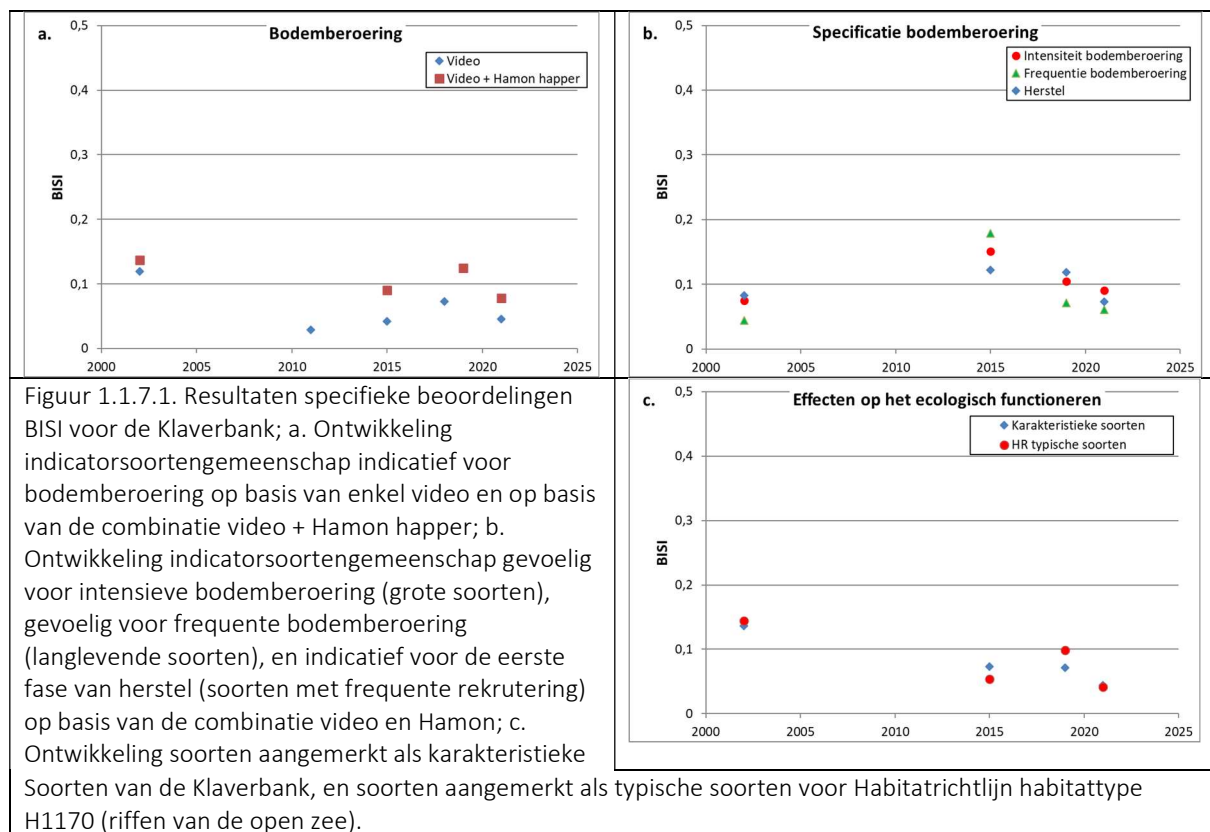 a.
Bodemberoering
Video
Video + Hamon happer
BISI
0,5
0,4
0,3
0,2
0,1
0
2000 2005 2010 2015 2020 2025
b.
Specificatie bodemberoering
Intensiteit bodemberoering
Frequentie bodemberoering
Herstel
BISI
0,5
0,4
0,3
0,2
0,1
0
2000 2005 2010 2015 2020 2025
Figuur 1.1.7.1. Resultaten specifieke beoordelingen
BISI voor de Klaverbank; a. Ontwikkeling
indicatorsoortengemeenschap indicatief voor
bodemberoering op basis van enkel video en op basis
van de combinatie video + Hamon happer; b.
Ontwikkeling indicatorsoortengemeenschap gevoelig
voor intensieve bodemberoering (grote soorten),
gevoelig voor frequente bodemberoering
(langlevende soorten), en indicatief voor de eerste
fase van herstel (soorten met frequente rekrutering)
op basis van de combinatie video en Hamon; c.
Ontwikkeling soorten aangemerkt als karakteristieke
Soorten van de Klaverbank, en soorten aangemerkt als typische soorten voor Habitatrichtlijn habitattype
H1170 (riffen van de open zee).
c.
Effecten op het ecologisch functioneren
Karakteristieke soorten
HR typische soorten
BISI
0,5
0,4
0,3
0,2
0,1
0
2000 2005 2010 2015 2020 2025